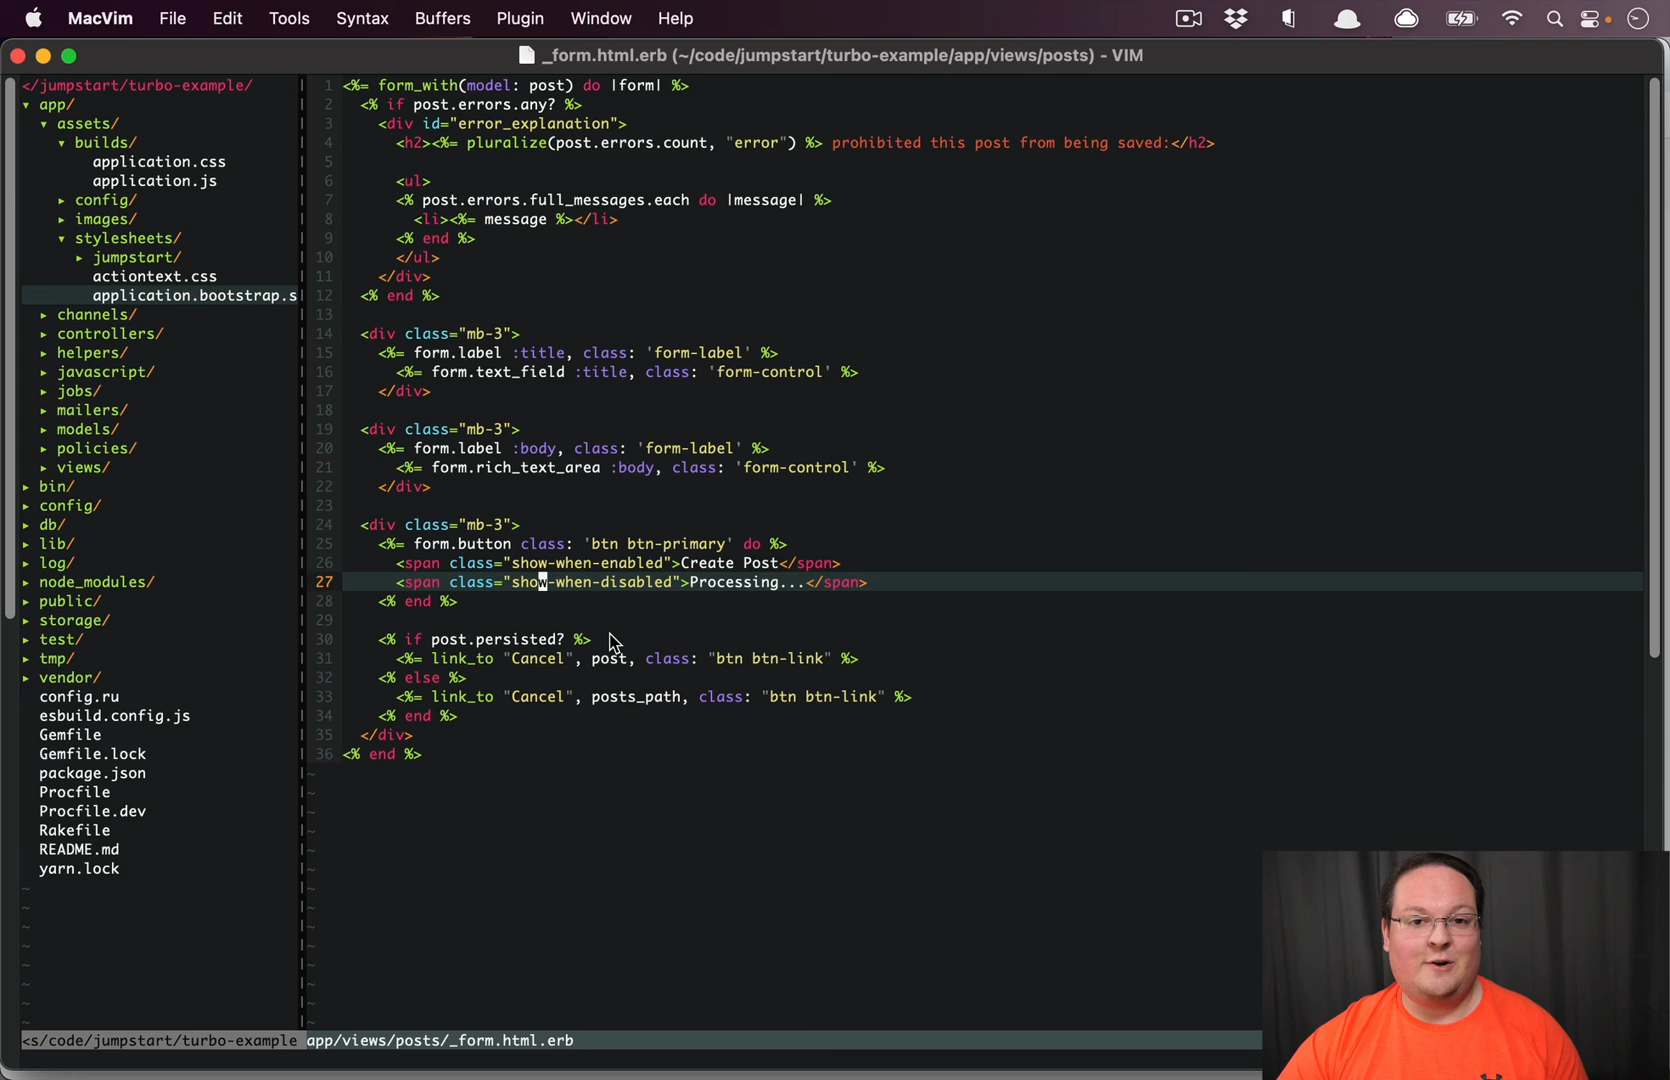 MacVim File Edit Tools Syntax Buffers Plugin Window Help
_form.html.erb (~/code/jumpstart/turbo-example/app/views/posts) - VIM
</jumpstart/turbo-example/
▾ app/
▾ assets/
▾ builds/
application.css
application.js
▸ config/
▸ images/
▾ stylesheets/
▸ jumpstart/
actiontext.css
application.bootstrap.s
▸ channels/
▸ controllers/
▸ helpers/
▸ javascript/
▸ jobs/
▸ mailers/
▸ models/
▸ policies/
▸ views/
▸ bin/
▸ config/
▸ db/
▸ lib/
▸ log/
▸ node_modules/
▸ public/
▸ storage/
▸ test/
▸ tmp/
▸ vendor/
config.ru
esbuild.config.js
Gemfile
Gemfile.lock
package.json
Procfile
Procfile.dev
Rakefile
README.md
yarn.lock
<s/code/jumpstart/turbo-example
1 <%= form_with(model: post) do |form| %>
2 <% if post.errors.any? %>
3 <div id="error_explanation">
4 <h2><%= pluralize(post.errors.count, "error") %> prohibited this post from being saved:</h2>
5
6 <ul>
7 <% post.errors.full_messages.each do |message| %>
8 <li><%= message %></li>
9 <% end %>
10 </ul>
11 </div>
12 <% end %>
13
14 <div class="mb-3">
15 <%= form.label :title, class: 'form-label' %>
16 <%= form.text_field :title, class: 'form-control' %>
17 </div>
18
19 <div class="mb-3">
20 <%= form.label :body, class: 'form-label' %>
21 <%= form.rich_text_area :body, class: 'form-control' %>
22 </div>
23
24 <div class="mb-3">
25 <%= form.button class: 'btn btn-primary' do %>
26 <span class="show-when-enabled">Create Post</span>
27 <span class="show-when-disabled">Processing...</span>
28 <% end %>
29
30 <% if post.persisted? %>
31 <%= link_to "Cancel", post, class: "btn btn-link" %>
32 <% else %>
33 <%= link_to "Cancel", posts_path, class: "btn btn-link" %>
34 <% end %>
35 </div>
36 <% end %>
app/views/posts/_form.html.erb